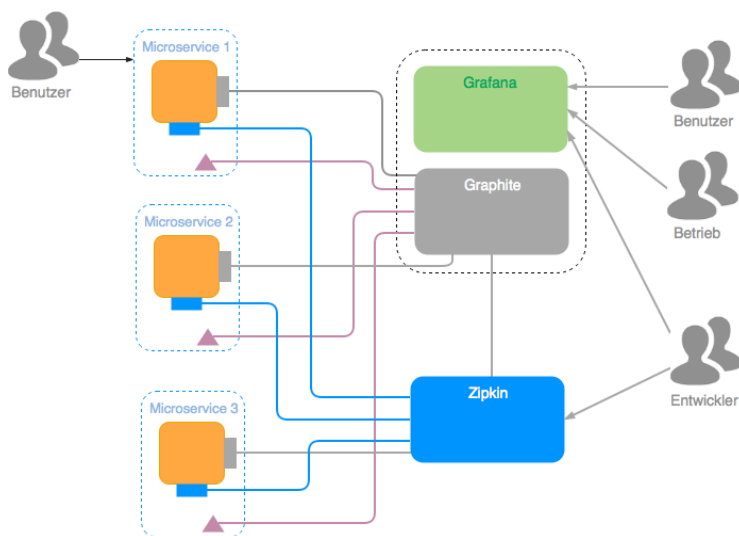 Microservice 1
Benutzer
Grafana
Benutzer
Graphite
Microservice 2
Betrieb
Zipkin
Entwickler
Microservice 3